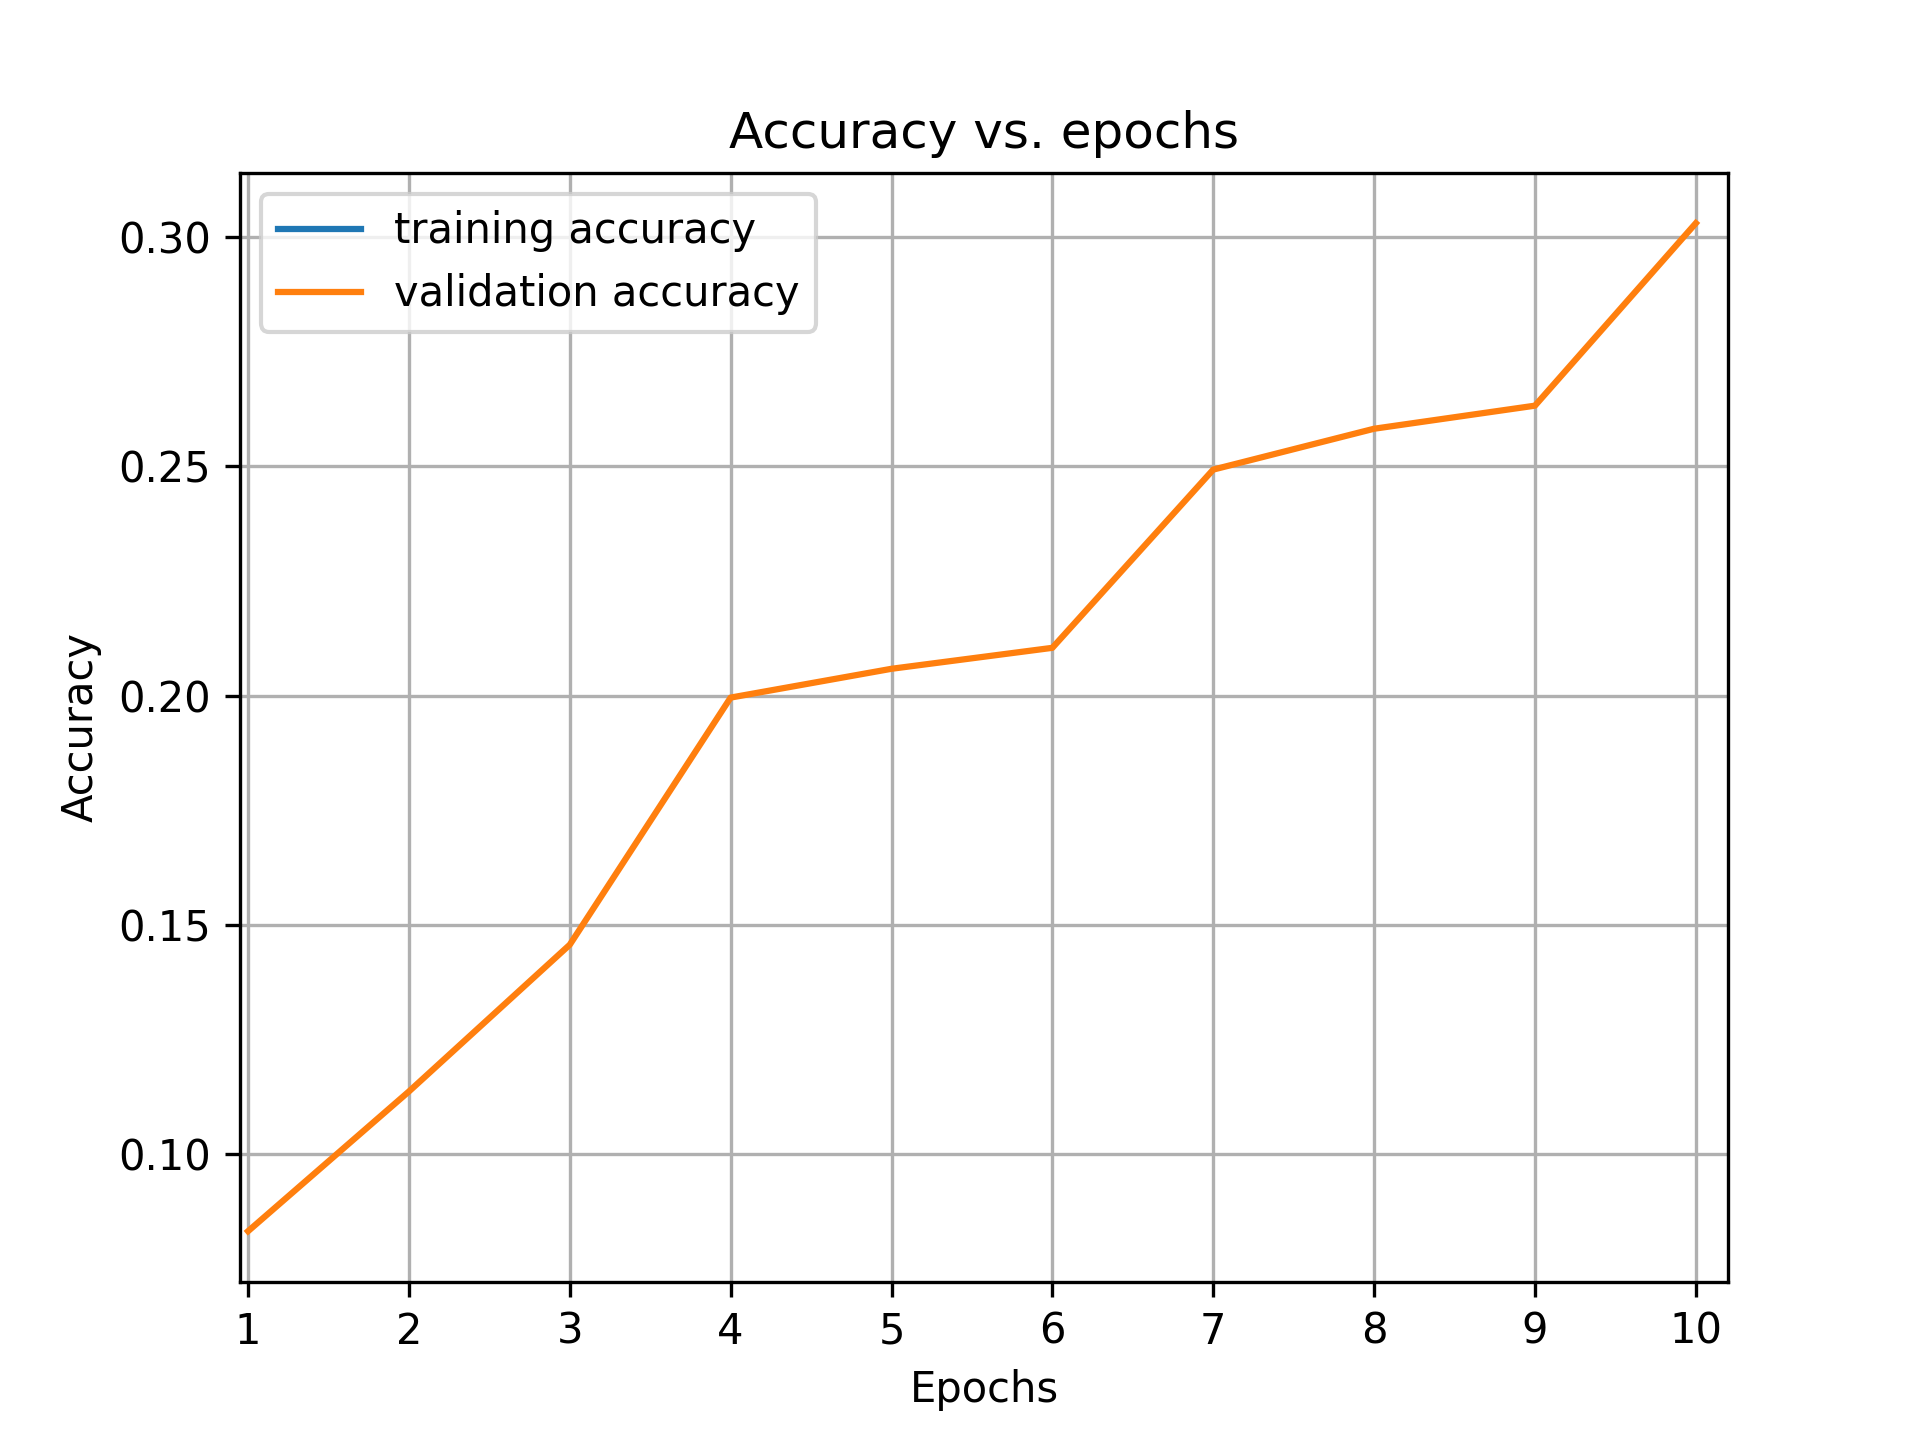 Accuracy vs. epochs
training accuracy
validation accuracy
0.30
0.25
0.20
0.15
0.10
Accuracy
1 2 3 4 5 6 7 8 9 10
Epochs